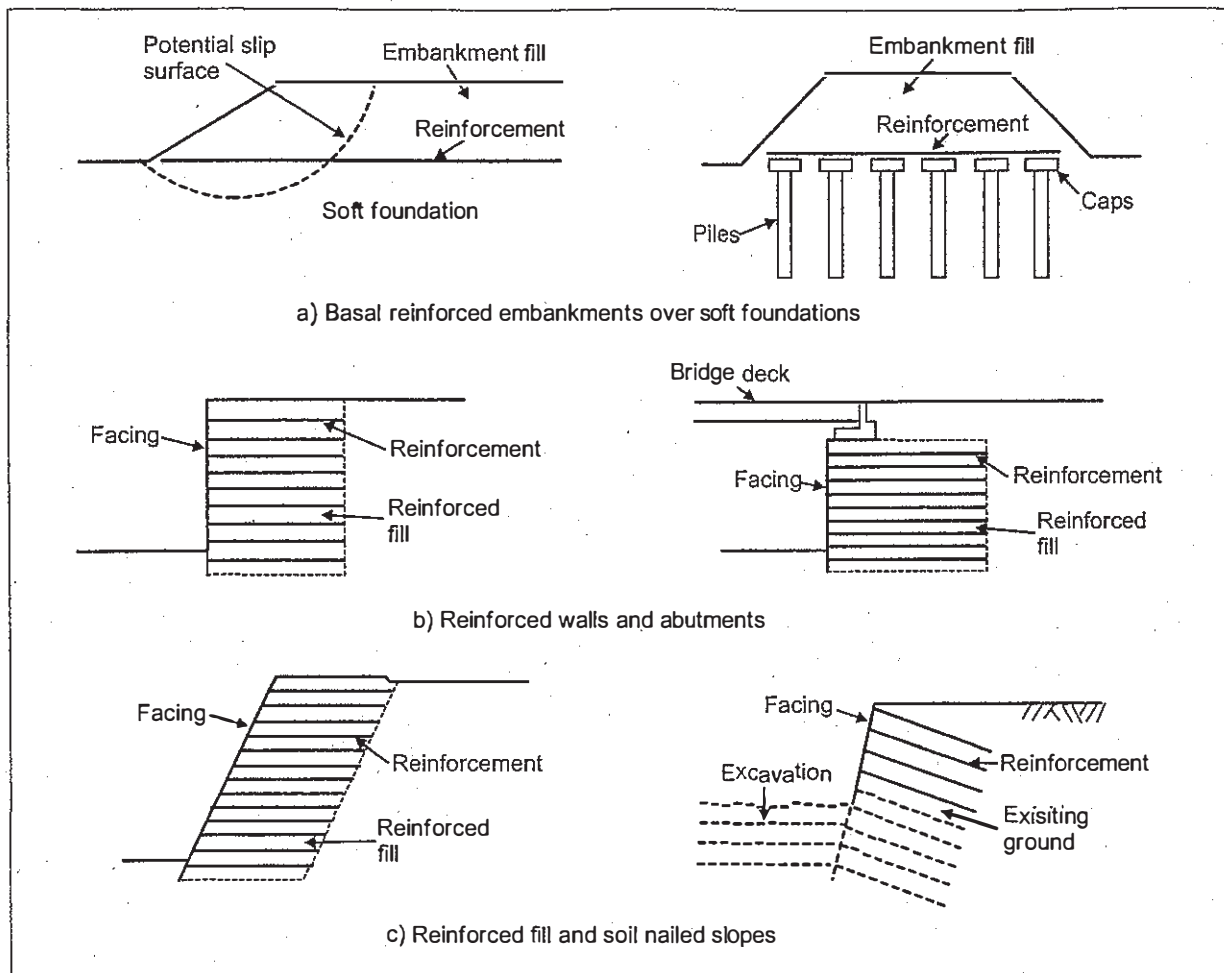 Potential slip
surface
Embankment fill
Reinforcement
Soft foundation
Embankment fill
Reinforcement
Caps
Piles
a) Basal reinforced embankments over soft foundations
Facing
Reinforcement
Reinforced
fill
Bridge deck
Facing
Reinforcement
Reinforced
fill
b) Reinforced walls and abutments
Facing
Reinforcement
Reinforced
fill
Facing
Reinforcement
Excavation
Exisiting
ground
c) Reinforced fill and soil nailed slopes